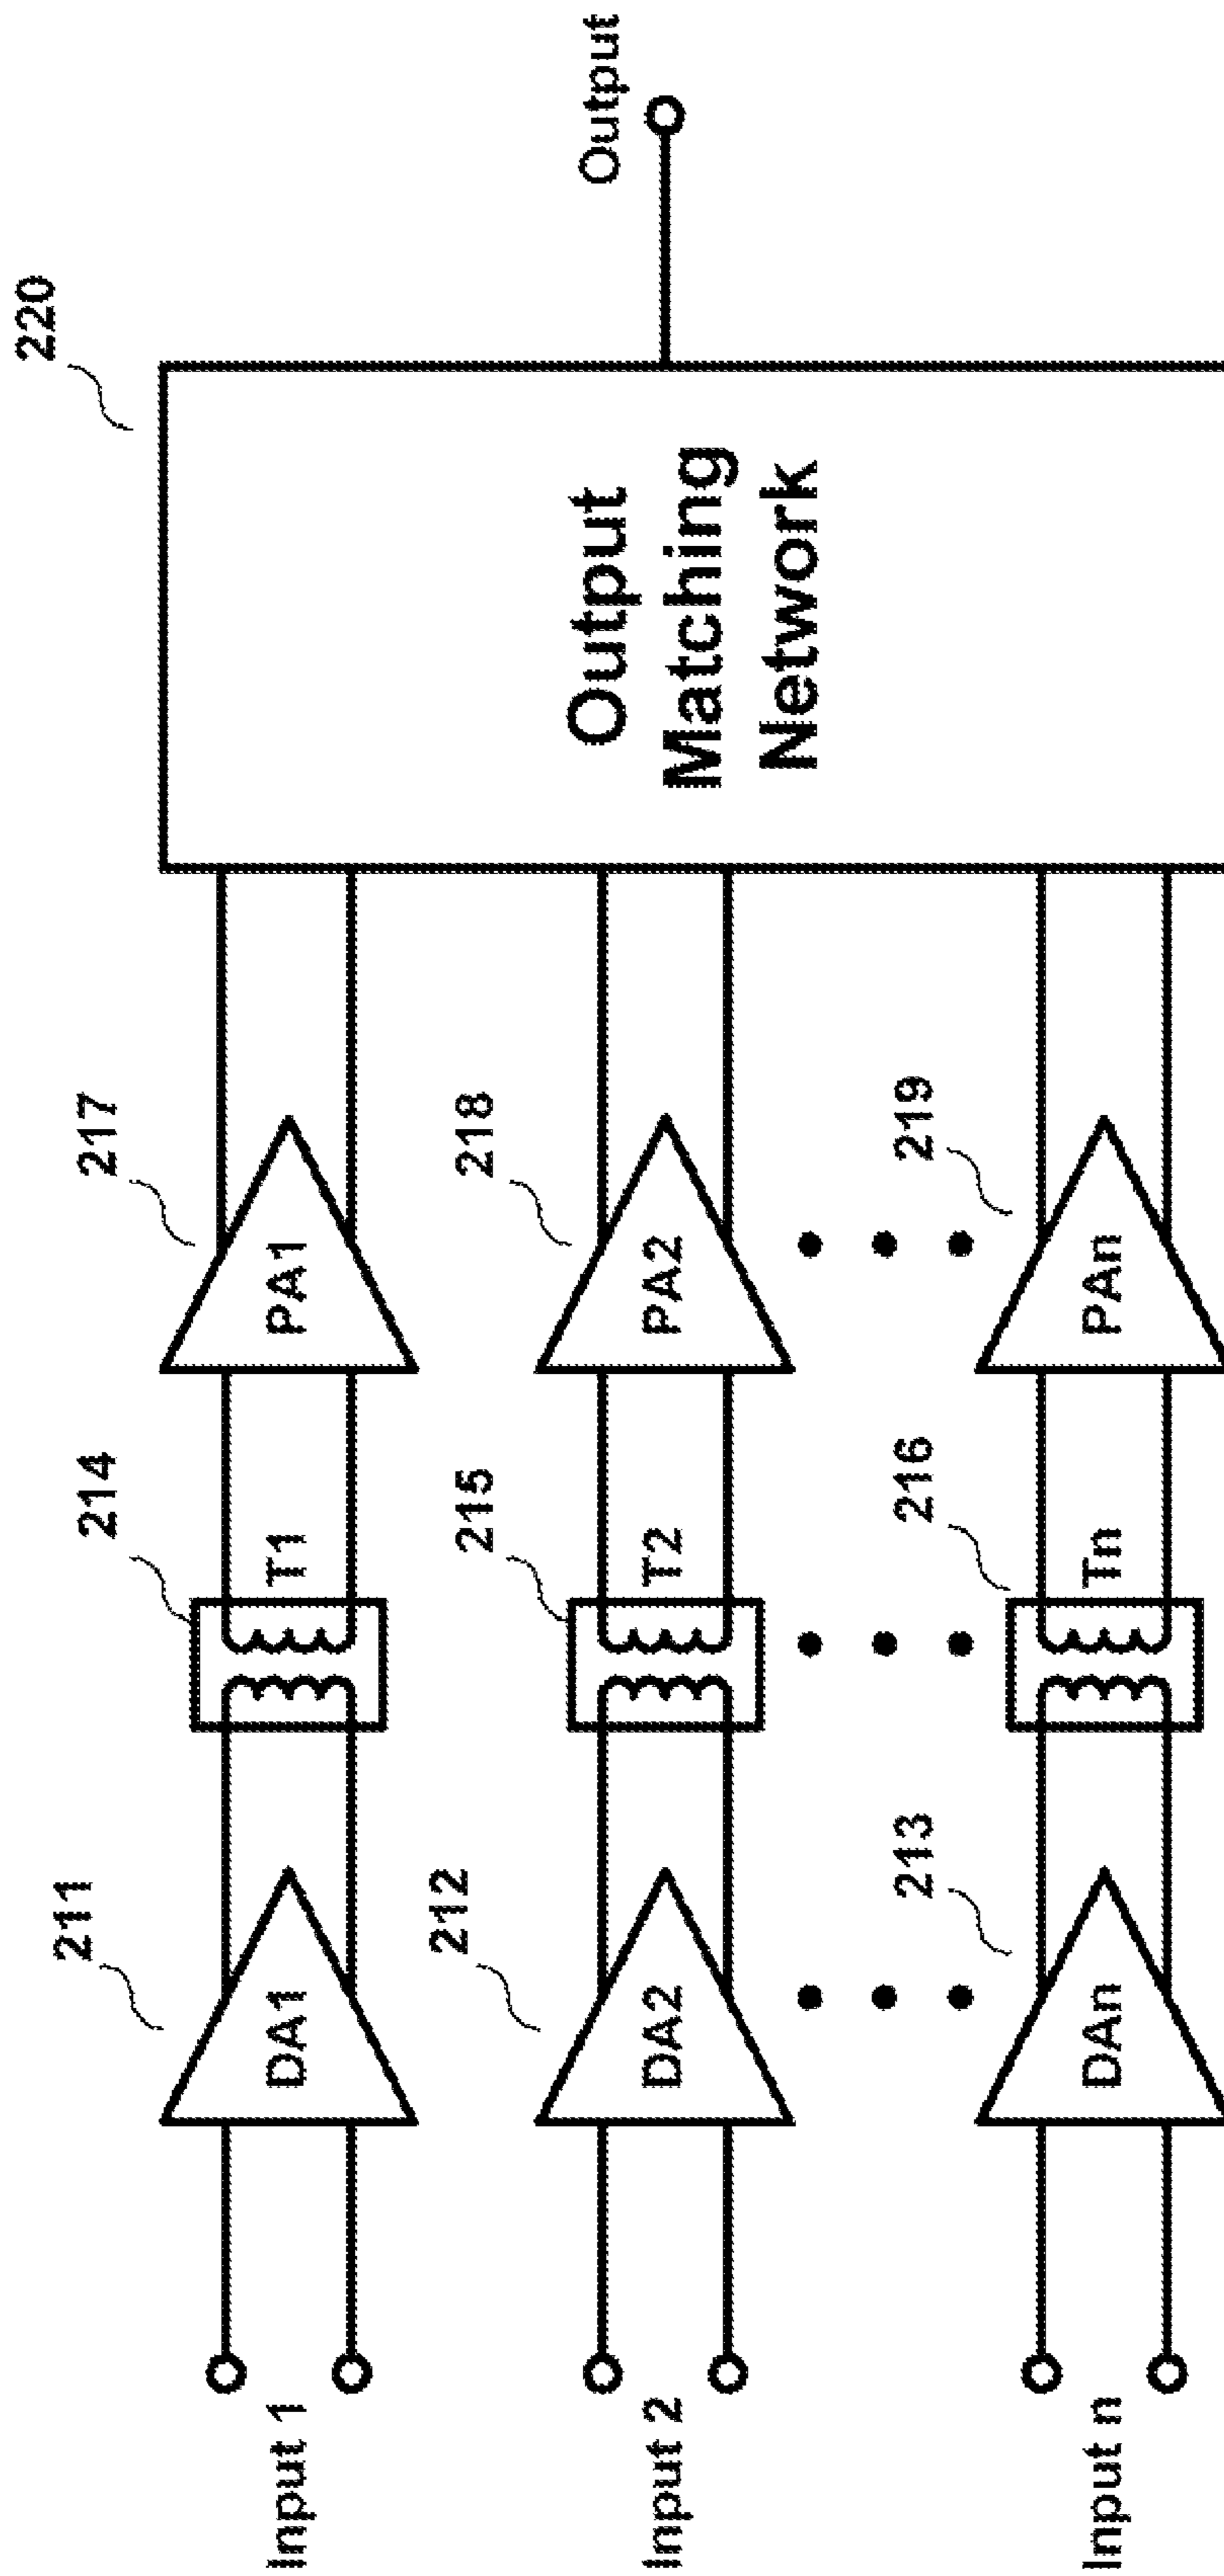 220
217
214
211
Input 1
DA1
T1
PA1
Output
Matching
Network
Output
218
215
212
Input 2
DA2
T2
PA2
219
216
213
Input n
DAn
Tn
PAn